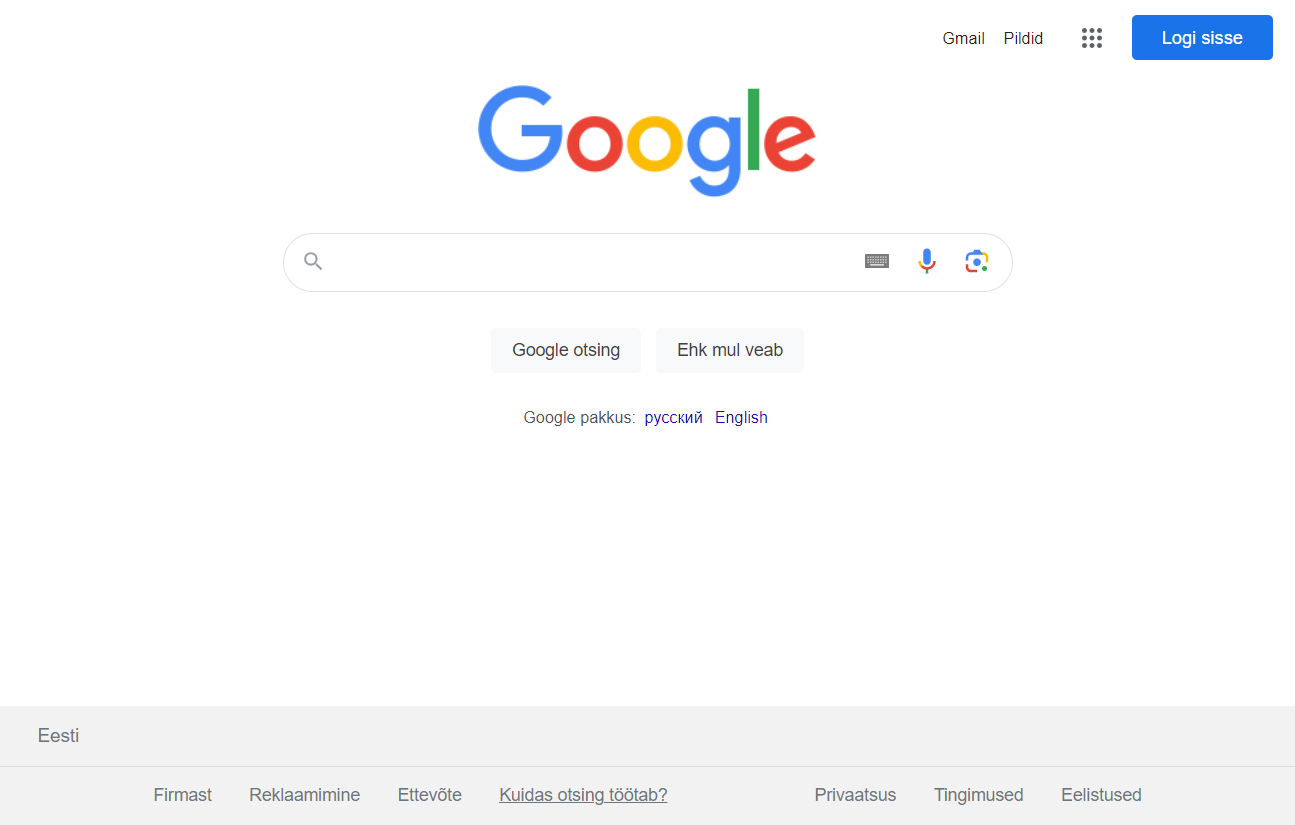 Gmail Pildid Logi sisse
Google
Google otsing Ehk mul veab
Google pakkus: русский English
Eesti
Firmast Reklaamimine Ettevõte Kuidas otsing töötab? Privaatsus Tingimused Eelistused